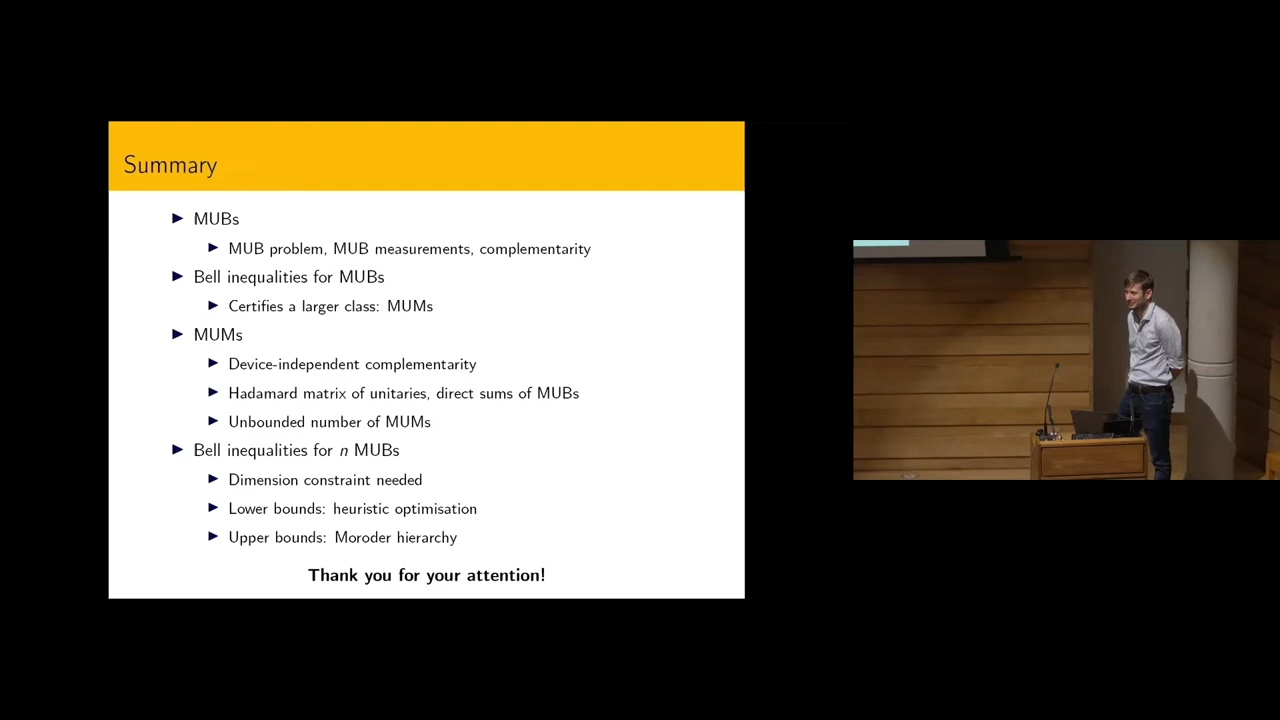 Summary
MUBs
MUB problem, MUB measurements, complementarity
Bell inequalities for MUBs
Certifies a larger class: MUMs
MUMs
Device-independent complementarity
Hadamard matrix of unitaries, direct sums of MUBs
Unbounded number of MUMs
Bell inequalities for n MUBs
Dimension constraint needed
Lower bounds: heuristic optimisation
Upper bounds: Moroder hierarchy
Thank you for your attention!